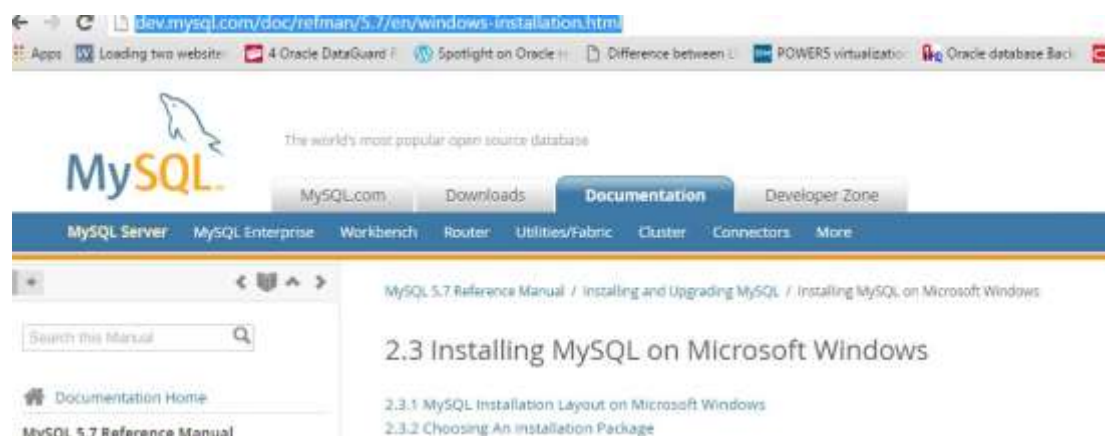 dev.mysql.com/doc/refman/5.7/en/windows-installation.html
Apps Loading two website 4 Oracle DataGuard Spotlight on Oracle Difference between POWER5 virtualizatio Oracle database Back
MySQL
The world's most popular open source database
MySQL.com Downloads Documentation Developer Zone
MySQL Server MySQL Enterprise Workbench Router Utilities/Fabric Cluster Connectors More
MySQL 5.7 Reference Manual / Installing and Upgrading MySQL / Installing MySQL on Microsoft Windows
Search this Manual
2.3 Installing MySQL on Microsoft Windows
Documentation Home
2.3.1 MySQL Installation Layout on Microsoft Windows
2.3.2 Choosing An Installation Package
MySQL 5.7 Reference Manual